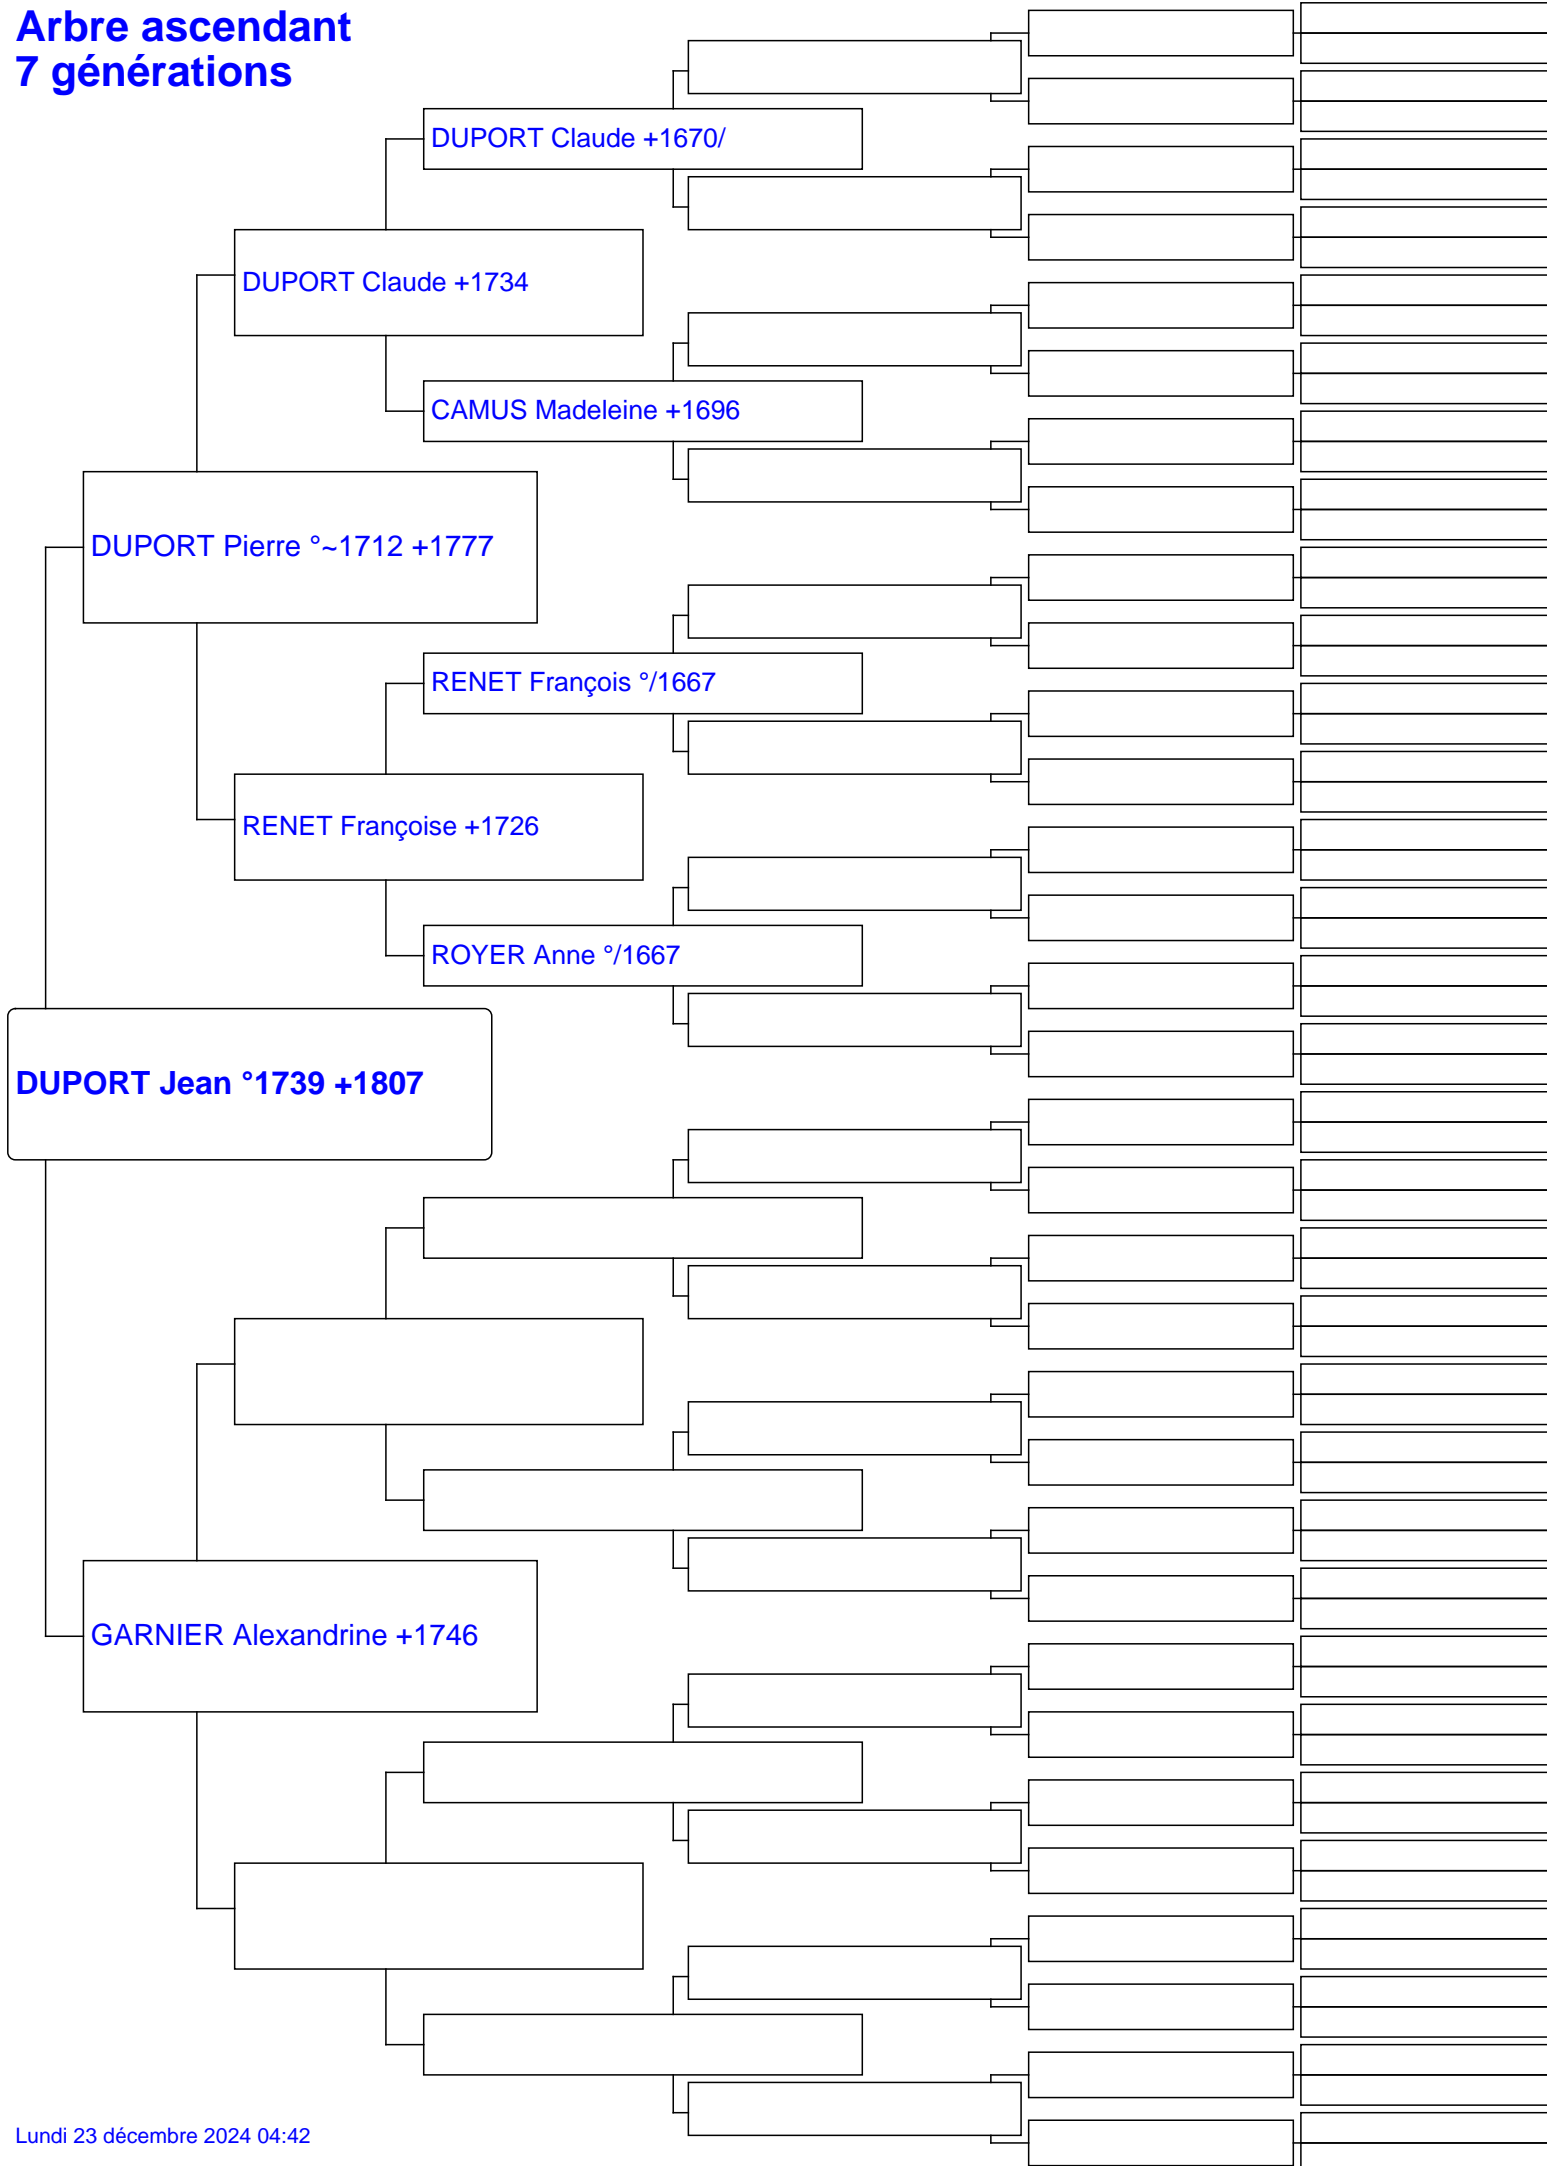 Arbre ascendant
7 générations
DUPORT Claude +1670/
DUPORT Claude +1734
CAMUS Madeleine +1696
DUPORT Pierre °~1712 +1777
RENET François °/1667
RENET Françoise +1726
ROYER Anne °/1667
DUPORT Jean °1739 +1807
GARNIER Alexandrine +1746
Lundi 23 décembre 2024 04:42